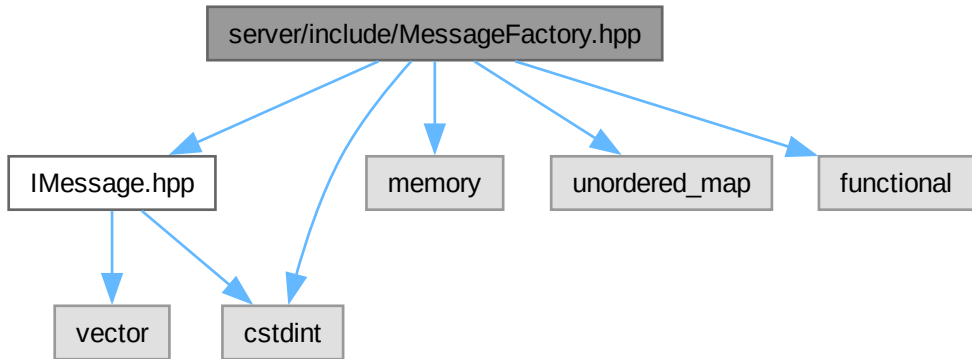 server/include/MessageFactory.hpp
IMessage.hpp
memory
unordered_map
functional
vector
cstdint